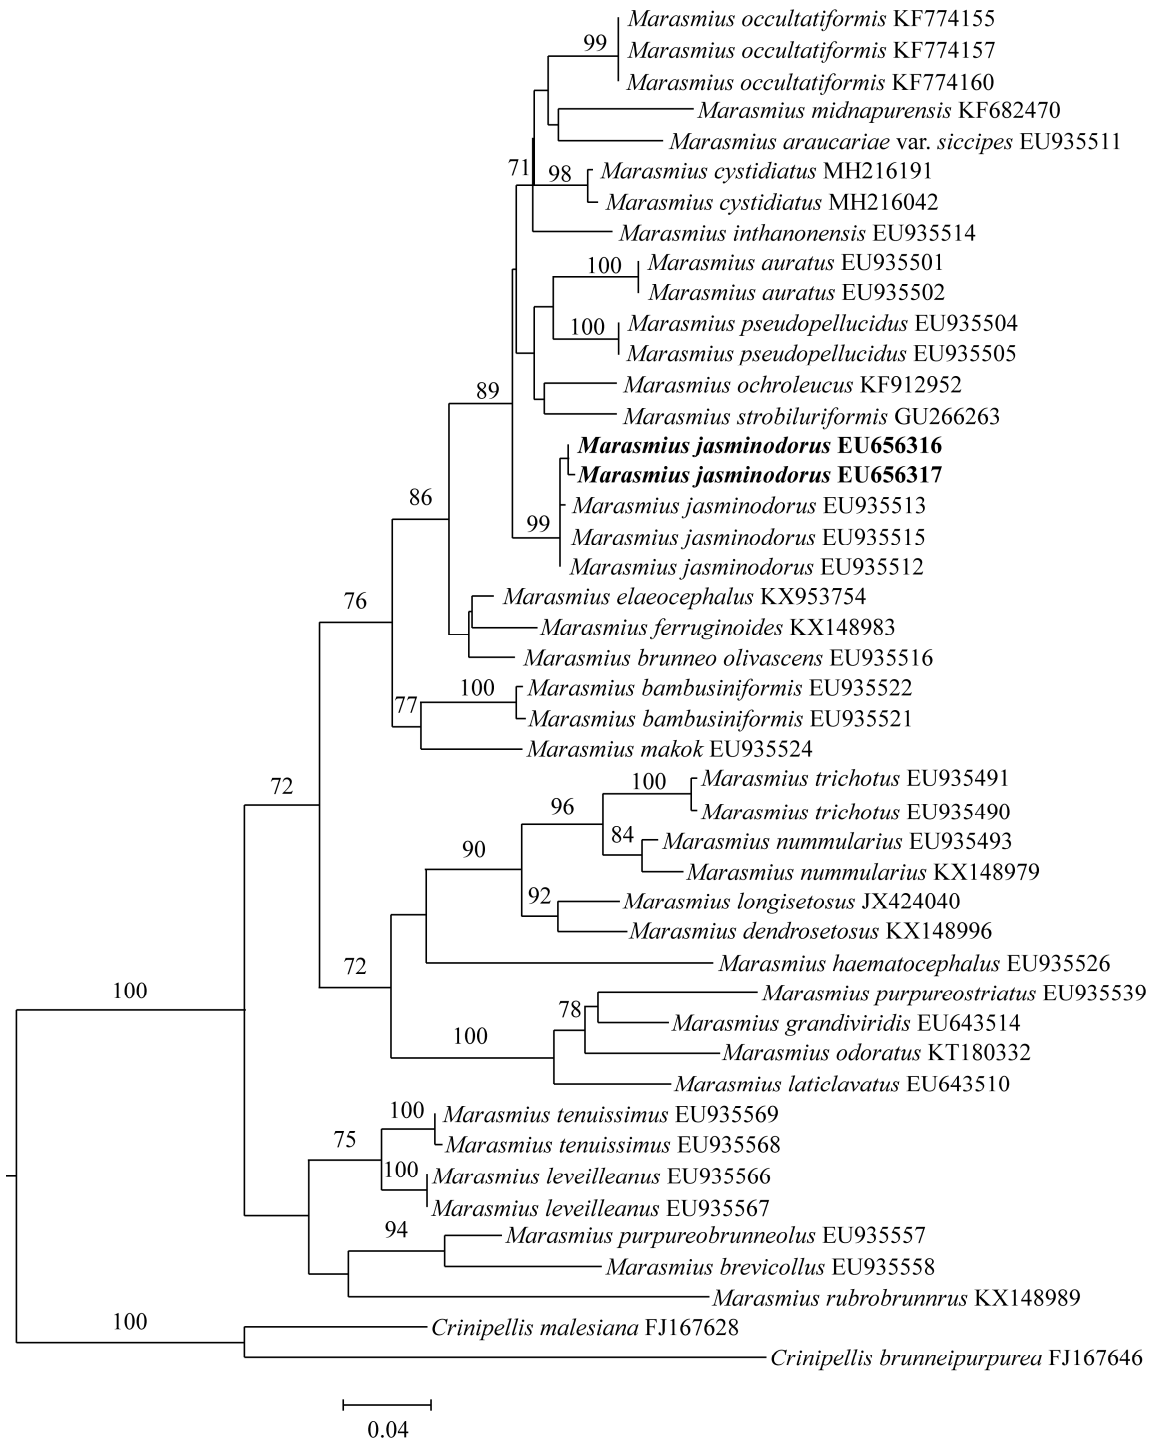 Marasmius occultatiformis KF774155
99
Marasmius occultatiformis KF774157
Marasmius occultatiformis KF774160
Marasmius midnapurensis KF682470
Marasmius araucariae var. siccipes EU935511
71
98
Marasmius cystidiatus MH216191
Marasmius cystidiatus MH216042
Marasmius inthanonensis EU935514
100
Marasmius auratus EU935501
Marasmius auratus EU935502
100
Marasmius pseudopellucidus EU935504
Marasmius pseudopellucidus EU935505
Marasmius ochroleucus KF912952
89
Marasmius strobiluriformis GU266263
Marasmius jasminodorus EU656316
Marasmius jasminodorus EU656317
86
Marasmius jasminodorus EU935513
99
Marasmius jasminodorus EU935515
Marasmius jasminodorus EU935512
76
Marasmius elaeocephalus KX953754
Marasmius ferruginoides KX148983
Marasmius brunneo olivascens EU935516
100
Marasmius bambusiniformis EU935522
77
Marasmius bambusiniformis EU935521
Marasmius makok EU935524
72
100
Marasmius trichotus EU935491
96
Marasmius trichotus EU935490
84
Marasmius nummularius EU935493
90
Marasmius nummularius KX148979
92
Marasmius longisetosus JX424040
Marasmius dendrosetosus KX148996
72
Marasmius haematocephalus EU935526
100
Marasmius purpureostriatus EU935539
78
Marasmius grandiviridis EU643514
100
Marasmius odoratus KT180332
Marasmius laticlavatus EU643510
100
Marasmius tenuissimus EU935569
75
Marasmius tenuissimus EU935568
100
Marasmius leveilleanus EU935566
Marasmius leveilleanus EU935567
94
Marasmius purpureobrunneolus EU935557
Marasmius brevicollus EU935558
Marasmius rubrobrunnrus KX148989
100
Crinipellis malesiana FJ167628
Crinipellis brunneipurpurea FJ167646
0.04